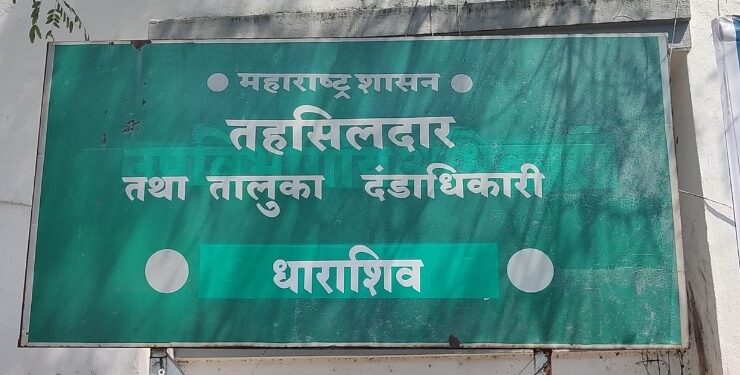 महाराष्ट्र शासन
तहसिलदार
तथा तालुका दंडाधिकारी
धाराशिव